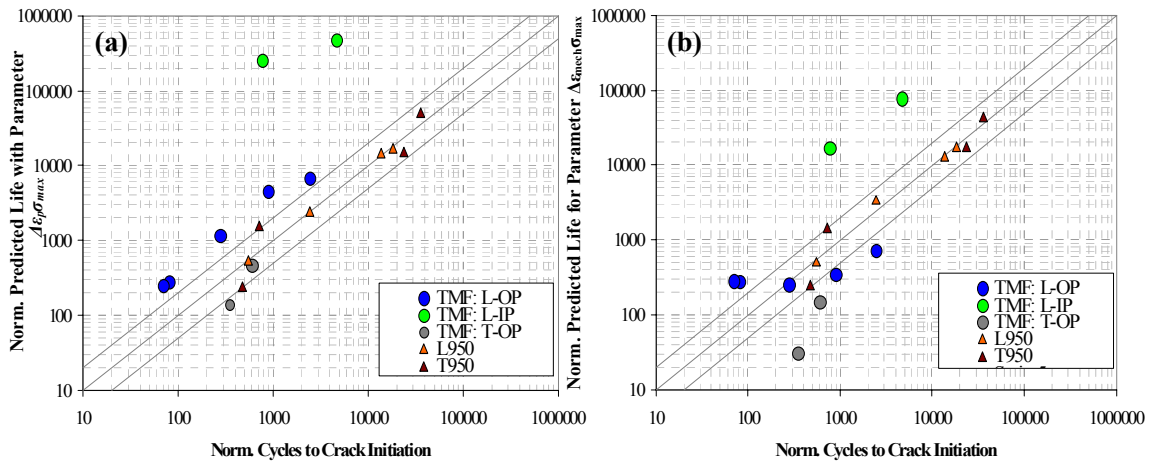 (a)
Norm. Predicted Life with Parameter
Δεpσmax
1000000
100000
10000
1000
100
10
10 100 1000 10000 100000 1000000
Norm. Cycles to Crack Initiation
TMF: L-OP
TMF: L-IP
TMF: T-OP
L950
T950
(b)
Norm. Predicted Life for Parameter Δεmechσmax
1000000
100000
10000
1000
100
10
10 100 1000 10000 100000 1000000
Norm. Cycles to Crack Initiation
TMF: L-OP
TMF: L-IP
TMF: T-OP
L950
T950